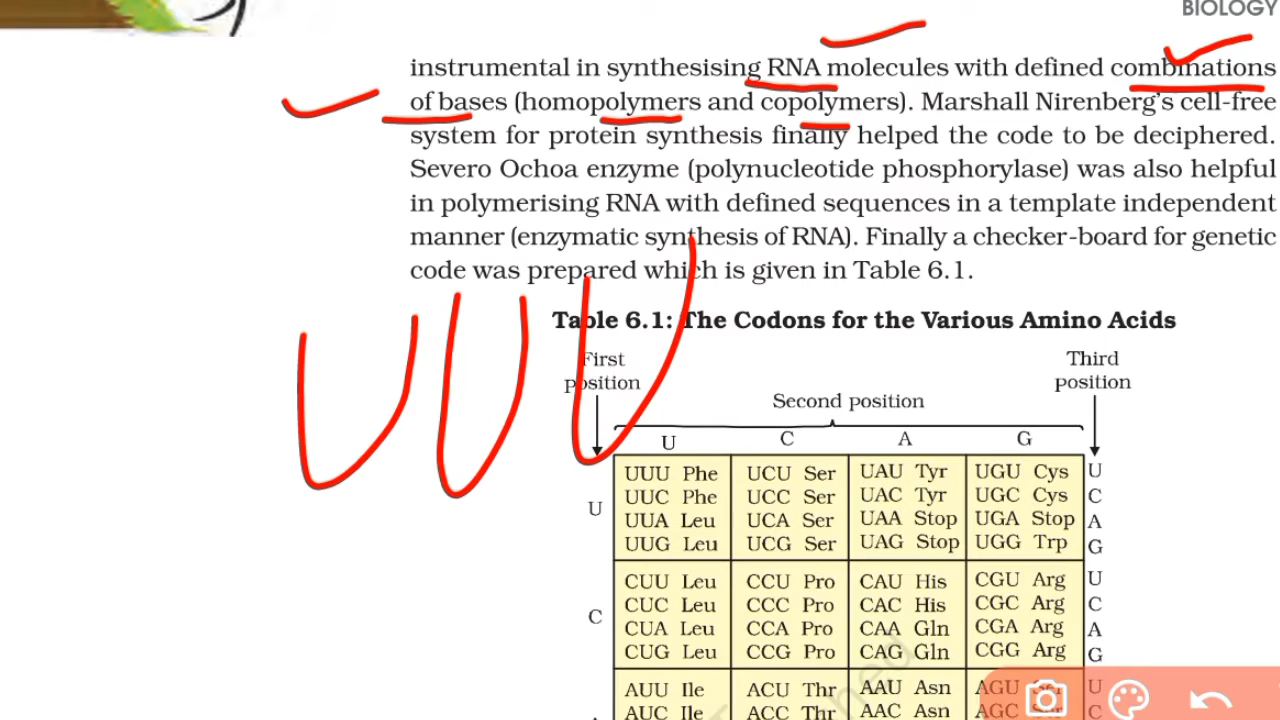 BIOLOGY
instrumental in synthesising RNA molecules with defined combinations
of bases (homopolymers and copolymers). Marshall Nirenberg's cell-free
system for protein synthesis finally helped the code to be deciphered.
Severo Ochoa enzyme (polynucleotide phosphorylase) was also helpful
in polymerising RNA with defined sequences in a template independent
manner (enzymatic synthesis of RNA). Finally a checker-board for genetic
code was prepared which is given in Table 6.1.
U U U
Table 6.1: The Codons for the Various Amino Acids
First position
Third position
Second position
U C A G
UUU Phe UCU Ser UAU Tyr UGU Cys U
UUC Phe UCC Ser UAC Tyr UGC Cys C
U
UUA Leu UCA Ser UAA Stop UGA Stop A
UUG Leu UCG Ser UAG Stop UGG Trp G
CUU Leu CCU Pro CAU His CGU Arg U
CUC Leu CCC Pro CAC His CGC Arg C
C
CUA Leu CCA Pro CAA Gln CGA Arg A
CUG Leu CCG Pro CAG Gln CGG Arg G
AUU Ile ACU Thr AAU Asn AGU Ser U
AUC Ile ACC Thr AAC Asn AGC